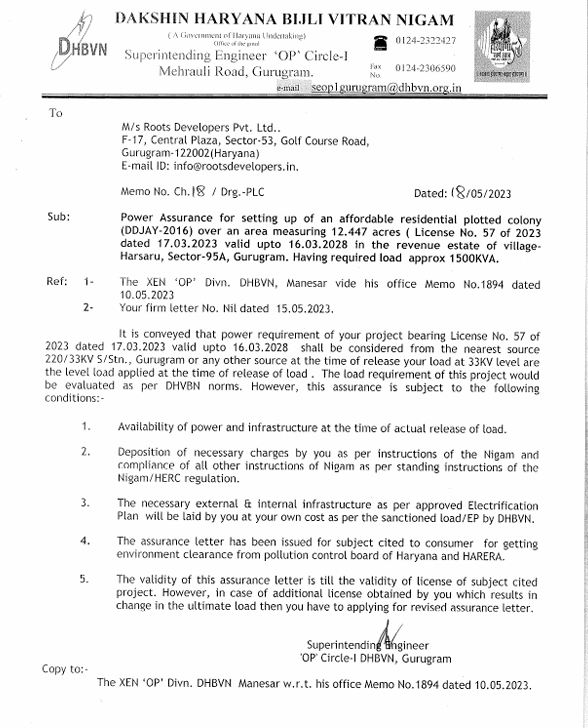 DHBVN
DAKSHIN HARYANA BIJLI VITRAN NIGAM
( A Government of Haryana Undertaking)
Office of the
Superintending Engineer 'OP' Circle-I
Mehrauli Road, Gurugram.
0124-2322427
Fax No. 0124-2306590
e-mail seop1gurugram@dhbvn.org.in
To
M/s Roots Developers Pvt. Ltd..
F-17, Central Plaza, Sector-53, Golf Course Road,
Gurugram-122002(Haryana)
E-mail ID: info@rootsdevelopers.in.
Memo No. Ch.18 / Drg.-PLC Dated: 18/05/2023
Sub: Power Assurance for setting up of an affordable residential plotted colony
(DDJAY-2016) over an area measuring 12.447 acres ( License No. 57 of 2023
dated 17.03.2023 valid upto 16.03.2028 in the revenue estate of village-
Harsaru, Sector-95A, Gurugram. Having required load approx 1500KVA.
Ref: 1- The XEN 'OP' Divn. DHBVN, Manesar vide his office Memo No.1894 dated
10.05.2023
2- Your firm letter No. Nil dated 15.05.2023.
It is conveyed that power requirement of your project bearing License No. 57 of
2023 dated 17.03.2023 valid upto 16.03.2028 shall be considered from the nearest source
220/33KV S/Stn., Gurugram or any other source at the time of release your load at 33KV level are
the level load applied at the time of release of load . The load requirement of this project would
be evaluated as per DHVBN norms. However, this assurance is subject to the following
conditions:-
1. Availability of power and infrastructure at the time of actual release of load.
2. Deposition of necessary charges by you as per instructions of the Nigam and
compliance of all other instructions of Nigam as per standing instructions of the
Nigam/HERC regulation.
3. The necessary external & internal infrastructure as per approved Electrification
Plan will be laid by you at your own cost as per the sanctioned load/EP by DHBVN.
4. The assurance letter has been issued for subject cited to consumer for getting
environment clearance from pollution control board of Haryana and HARERA.
5. The validity of this assurance letter is till the validity of license of subject cited
project. However, in case of additional license obtained by you which results in
change in the ultimate load then you have to applying for revised assurance letter.
Superintending Engineer
'OP' Circle-I DHBVN, Gurugram
Copy to:-
The XEN 'OP' Divn. DHBVN Manesar w.r.t. his office Memo No.1894 dated 10.05.2023.